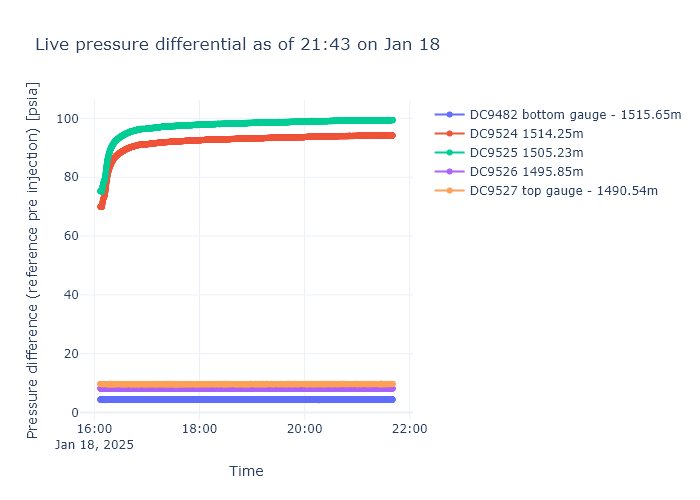 Live pressure differential as of 21:43 on Jan 18
Pressure difference (reference pre injection) [psia]
100
80
60
40
20
0
16:00
Jan 18, 2025
18:00
20:00
22:00
Time
DC9482 bottom gauge - 1515.65m
DC9524 1514.25m
DC9525 1505.23m
DC9526 1495.85m
DC9527 top gauge - 1490.54m